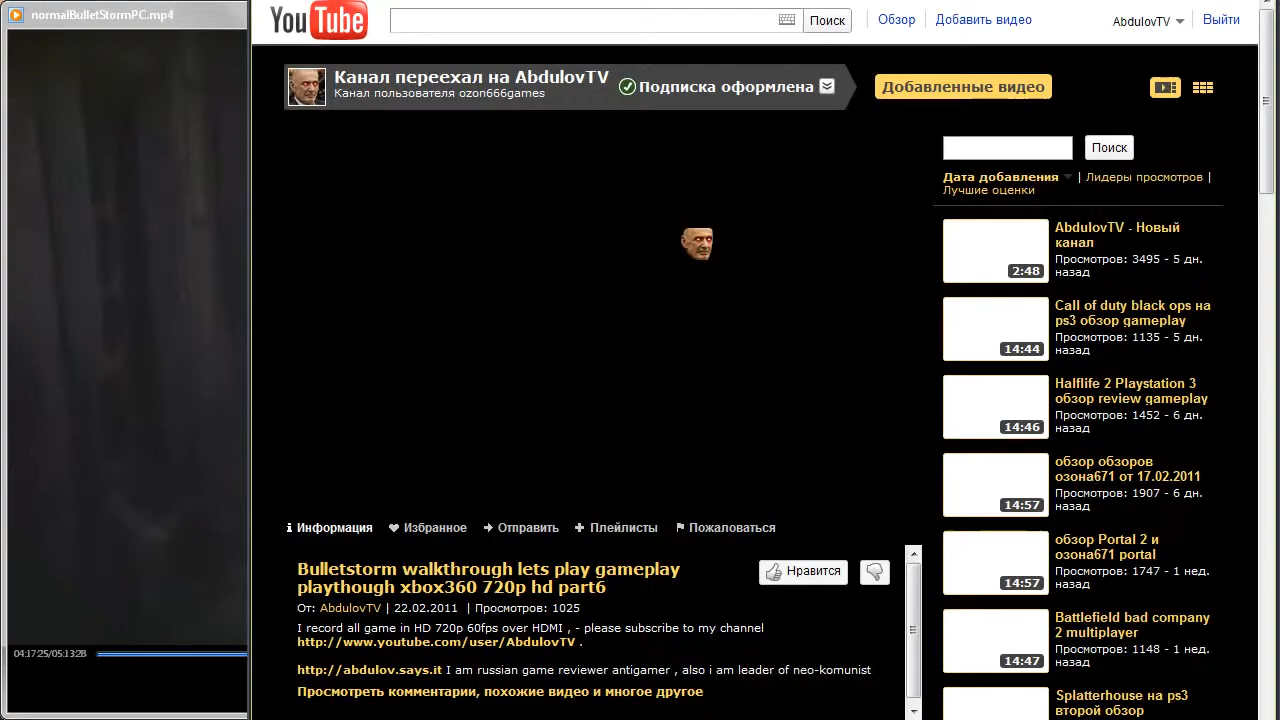 normalBulletStormPC.mp4
YouTube
Поиск
Обзор
Добавить видео
AbdulovTV
Выйти
Канал переехал на AbdulovTV
Канал пользователя ozon666games
Подписка оформлена
Добавленные видео
Поиск
Дата добавления | Лидеры просмотров |
Лучшие оценки
AbdulovTV - Новый
канал
Просмотров: 3495 - 5 дн.
назад
2:48
Call of duty black ops на
ps3 обзор gameplay
Просмотров: 1135 - 5 дн.
назад
14:44
Halflife 2 Playstation 3
обзор review gameplay
Просмотров: 1452 - 6 дн.
назад
14:46
обзор обзоров
озона671 от 17.02.2011
Просмотров: 1907 - 6 дн.
назад
14:57
обзор Portal 2 и
озона671 portal
Просмотров: 1747 - 1 нед.
назад
14:57
Battlefield bad company
2 multiplayer
Просмотров: 1148 - 1 нед.
назад
14:47
Splatterhouse на ps3
второй обзор
Информация
Избранное
Отправить
Плейлисты
Пожаловаться
Bulletstorm walkthrough lets play gameplay
playthough xbox360 720p hd part6
Нравится
От: AbdulovTV | 22.02.2011 | Просмотров: 1025
I record all game in HD 720p 60fps over HDMI , - please subscribe to my channel
http://www.youtube.com/user/AbdulovTV .
http://abdulov.says.it I am russian game reviewer antigamer , also i am leader of neo-komunist
Просмотреть комментарии, похожие видео и многое другое
04:17:25/05:13:28